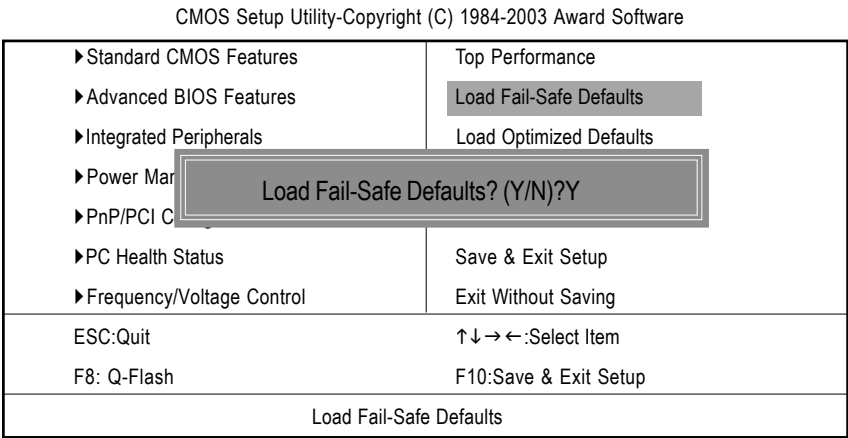 CMOS Setup Utility-Copyright (C) 1984-2003 Award Software
Standard CMOS Features
Top Performance
Advanced BIOS Features
Load Fail-Safe Defaults
Integrated Peripherals
Load Optimized Defaults
Power
Load Fail-Safe Defaults? (Y/N)?Y
PnP/PCI
PC Health Status
Save & Exit Setup
Frequency/Voltage Control
Exit Without Saving
ESC:Quit
↑↓→←:Select Item
F8: Q-Flash
F10:Save & Exit Setup
Load Fail-Safe Defaults